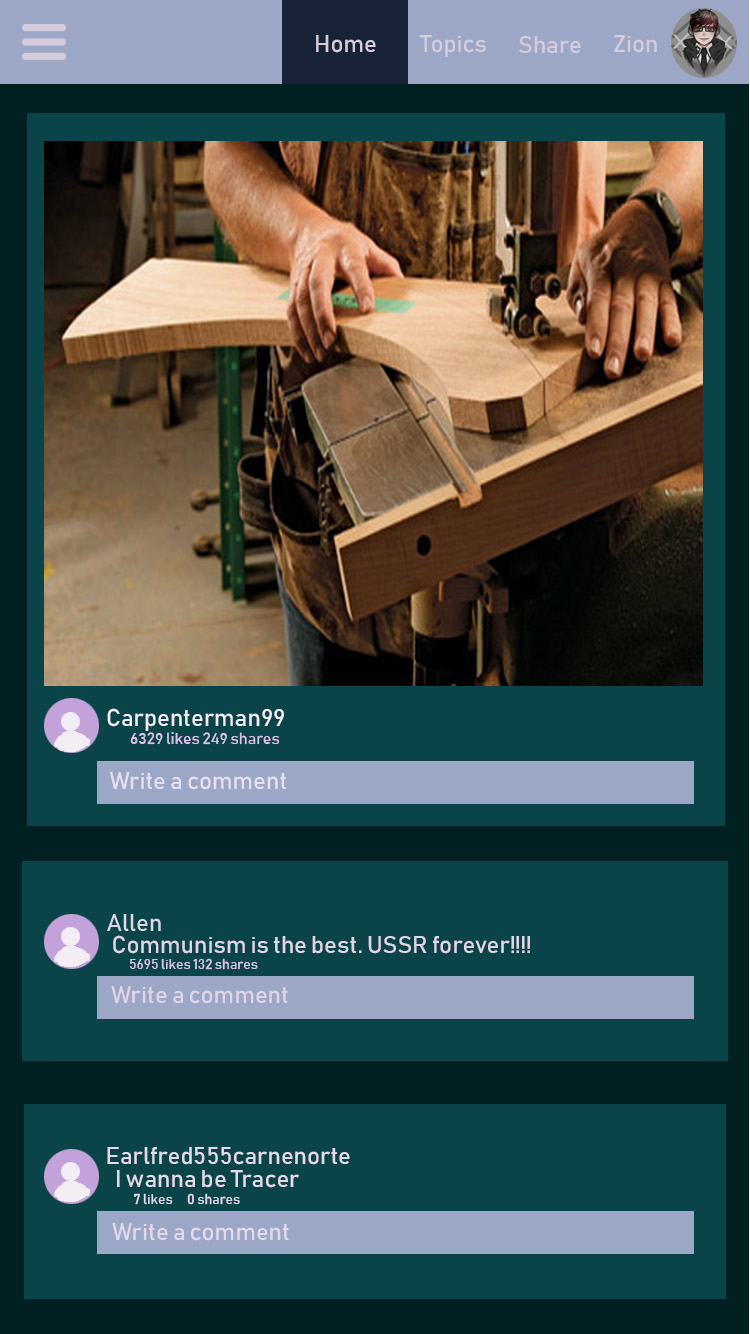 Home Topics Share Zion
Carpenterman99
6329 likes 249 shares
Write a comment
Allen
Communism is the best. USSR forever!!!!
5695 likes 132 shares
Write a comment
Earlfred555carnenorte
I wanna be Tracer
7 likes 0 shares
Write a comment